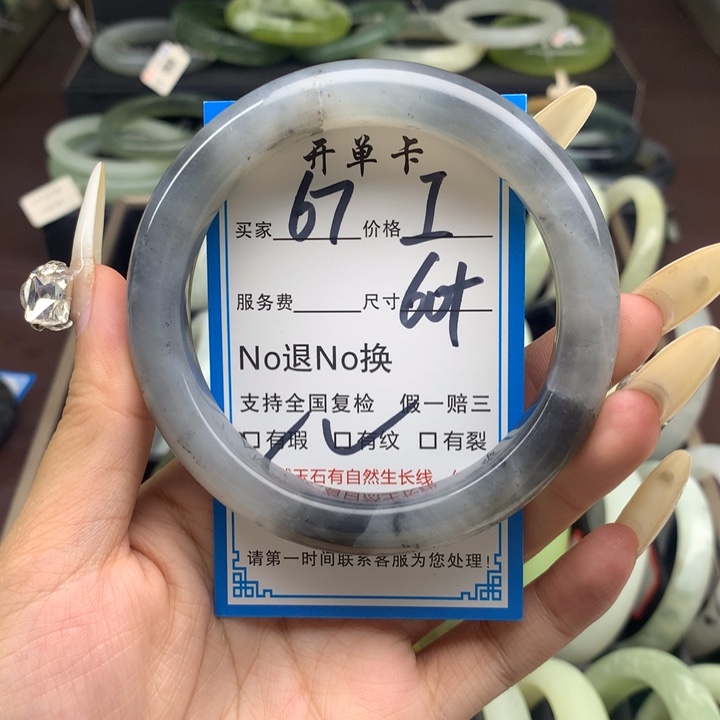 开单卡
买家 67 价格 工
服务费 尺寸 60+
No退No换
支持全国复检 假一赔三
有瑕 有纹 有裂
玉石有自然生长线
请第一时间联系客服为您处理!